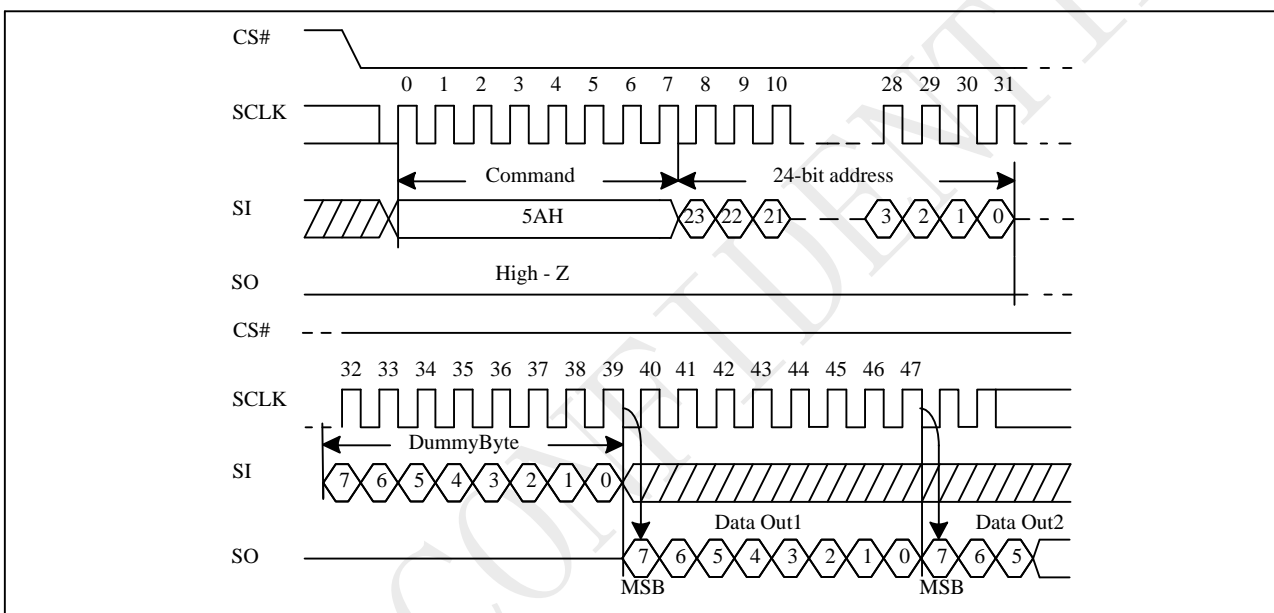 CS#
0 1 2 3 4 5 6 7 8 9 10 28 29 30 31
SCLK
Command 24-bit address
SI 5AH 23 22 21 3 2 1 0
High - Z
SO
CS#
32 33 34 35 36 37 38 39 40 41 42 43 44 45 46 47
SCLK
DummyByte
SI 7 6 5 4 3 2 1 0
Data Out1 Data Out2
SO 7 6 5 4 3 2 1 0 7 6 5
MSB MSB
CONFIDENTI